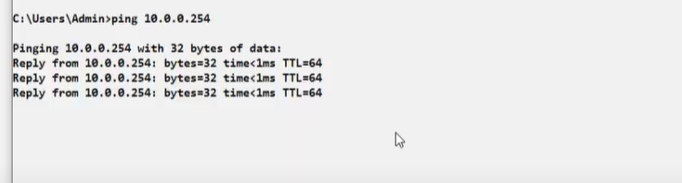 C:\Users\Admin>ping 10.0.0.254
Pinging 10.0.0.254 with 32 bytes of data:
Reply from 10.0.0.254: bytes=32 time<1ms TTL=64
Reply from 10.0.0.254: bytes=32 time<1ms TTL=64
Reply from 10.0.0.254: bytes=32 time<1ms TTL=64